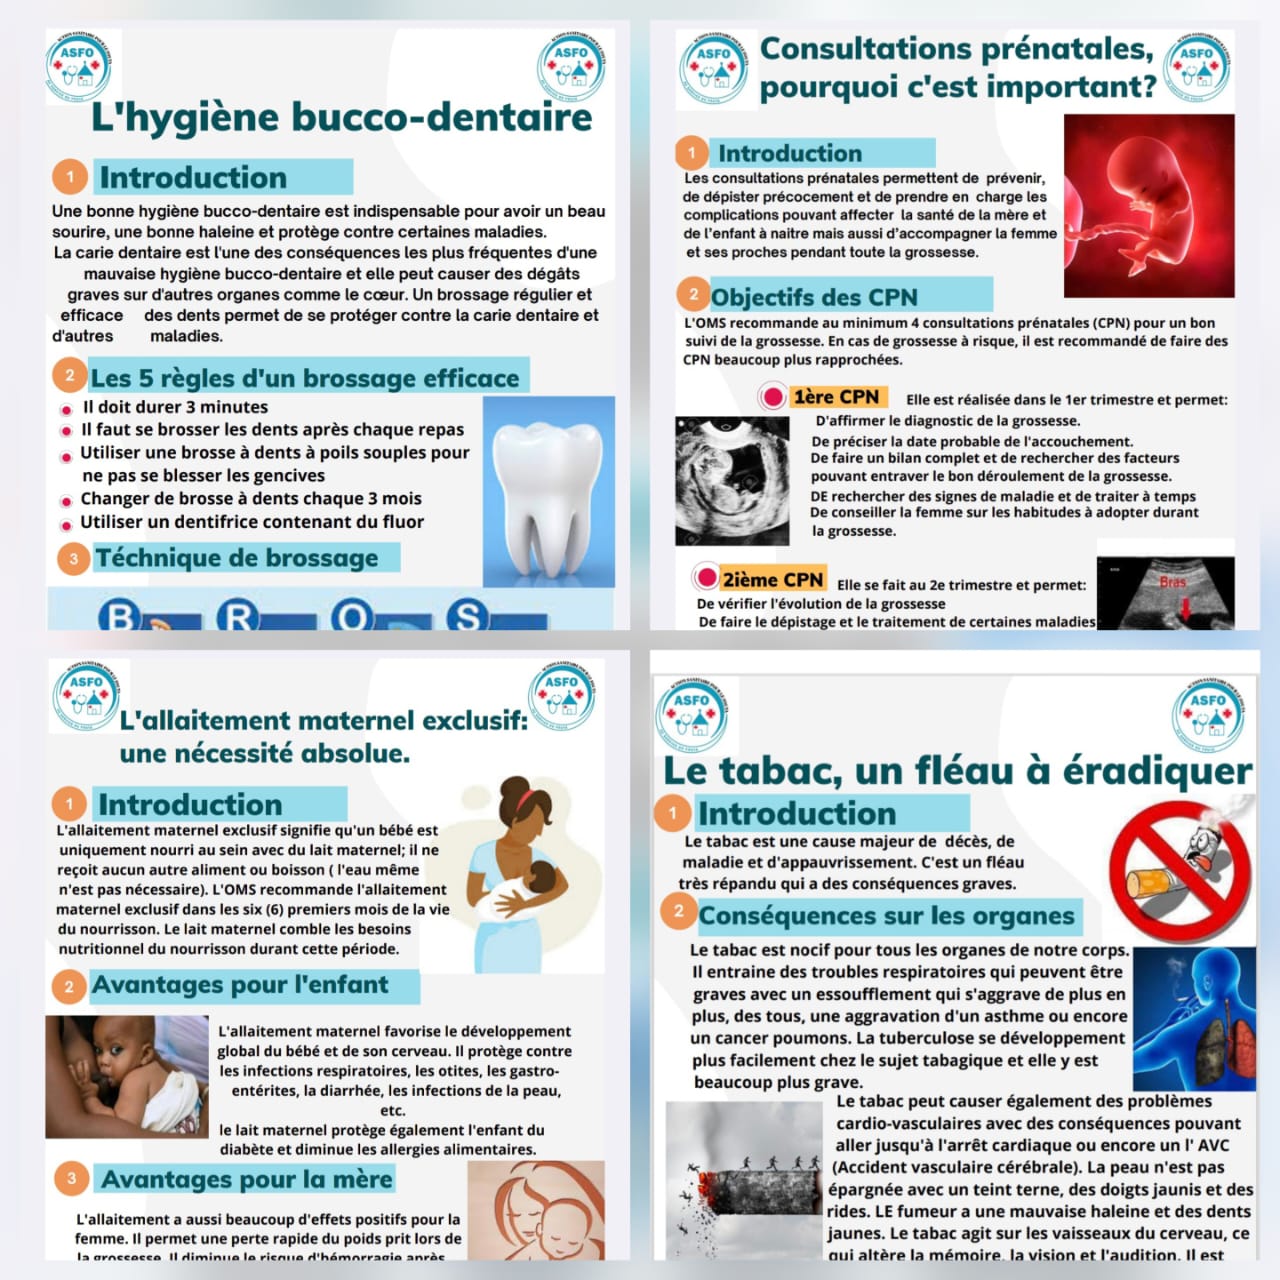 ASFO
ASFO
L'hygiène bucco-dentaire
1 Introduction
Une bonne hygiène bucco-dentaire est indispensable pour avoir un beau
sourire, une bonne haleine et protège contre certaines maladies.
La carie dentaire est l'une des conséquences les plus fréquentes d'une
mauvaise hygiène bucco-dentaire et elle peut causer des dégâts
graves sur d'autres organes comme le cœur. Un brossage régulier et
efficace des dents permet de se protéger contre la carie dentaire et
d'autres maladies.
2 Les 5 règles d'un brossage efficace
Il doit durer 3 minutes
Il faut se brosser les dents après chaque repas
Utiliser une brosse à dents à poils souples pour
ne pas se blesser les gencives
Changer de brosse à dents chaque 3 mois
Utiliser un dentifrice contenant du fluor
3 Téchnique de brossage
B R O S
ASFO
ASFO
Consultations prénatales,
pourquoi c'est important?
1 Introduction
Les consultations prénatales permettent de prévenir,
de dépister précocement et de prendre en charge les
complications pouvant affecter la santé de la mère et
de l'enfant à naitre mais aussi d'accompagner la femme
et ses proches pendant toute la grossesse.
2 Objectifs des CPN
L'OMS recommande au minimum 4 consultations prénatales (CPN) pour un bon
suivi de la grossesse. En cas de grossesse à risque, il est recommandé de faire des
CPN beaucoup plus rapprochées.
1ère CPN Elle est réalisée dans le 1er trimestre et permet:
D'affirmer le diagnostic de la grossesse.
De préciser la date probable de l'accouchement.
De faire un bilan complet et de rechercher des facteurs
pouvant entraver le bon déroulement de la grossesse.
DE rechercher des signes de maladie et de traiter à temps
De conseiller la femme sur les habitudes à adopter durant
la grossesse.
2ième CPN Elle se fait au 2e trimestre et permet:
De vérifier l'évolution de la grossesse
De faire le dépistage et le traitement de certaines maladies
Bras
ASFO
ASFO
L'allaitement maternel exclusif:
une nécessité absolue.
1 Introduction
L'allaitement maternel exclusif signifie qu'un bébé est
uniquement nourri au sein avec du lait maternel; il ne
reçoit aucun autre aliment ou boisson ( l'eau même
n'est pas nécessaire). L'OMS recommande l'allaitement
maternel exclusif dans les six (6) premiers mois de la vie
du nourrisson. Le lait maternel comble les besoins
nutritionnel du nourrisson durant cette période.
2 Avantages pour l'enfant
L'allaitement maternel favorise le développement
global du bébé et de son cerveau. Il protège contre
les infections respiratoires, les otites, les gastro-
entérites, la diarrhée, les infections de la peau,
etc.
le lait maternel protège également l'enfant du
diabète et diminue les allergies alimentaires.
3 Avantages pour la mère
L'allaitement a aussi beaucoup d'effets positifs pour la
femme. Il permet une perte rapide du poids prit lors de
la grossesse. Il diminue le risque d'hémorragie après
ASFO
ASFO
Le tabac, un fléau à éradiquer
1 Introduction
Le tabac est une cause majeur de décès, de
maladie et d'appauvrissement. C'est un fléau
très répandu qui a des conséquences graves.
2 Conséquences sur les organes
Le tabac est nocif pour tous les organes de notre corps.
Il entraine des troubles respiratoires qui peuvent être
graves avec un essoufflement qui s'aggrave de plus en
plus, des tous, une aggravation d'un asthme ou encore
un cancer poumons. La tuberculose se développement
plus facilement chez le sujet tabagique et elle y est
beaucoup plus grave.
Le tabac peut causer également des problèmes
cardio-vasculaires avec des conséquences pouvant
aller jusqu'à l'arrêt cardiaque ou encore un l' AVC
(Accident vasculaire cérébrale). La peau n'est pas
épargnée avec un teint terne, des doigts jaunis et des
rides. LE fumeur a une mauvaise haleine et des dents
jaunes. Le tabac agit sur les vaisseaux du cerveau, ce
qui altère la mémoire, la vision et l'audition. Il est